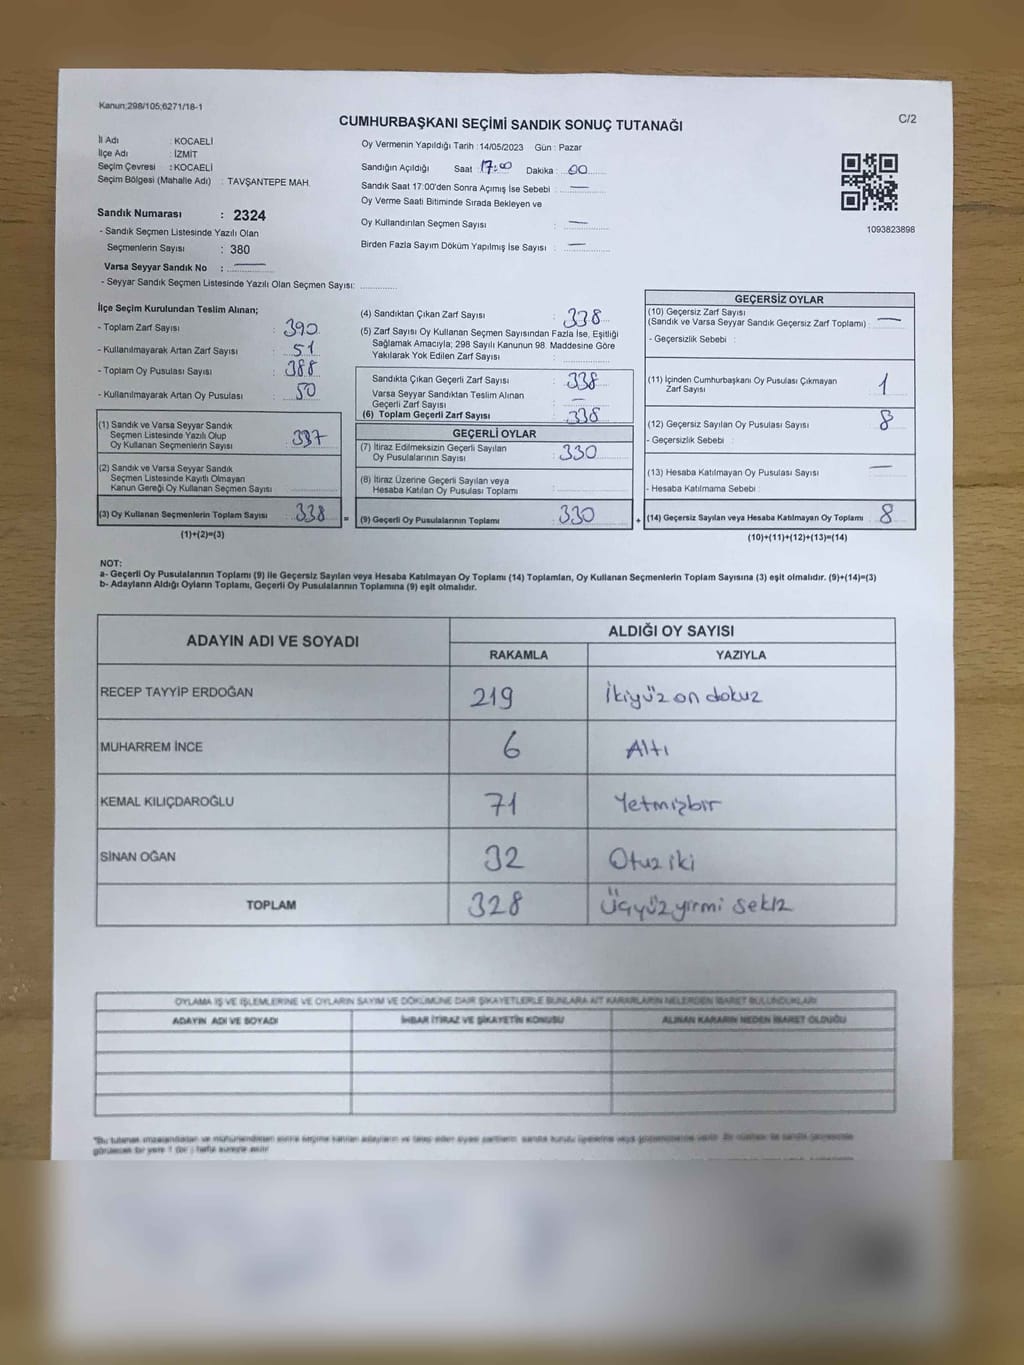 Kanun;298/105;6271/18-1
C/2
CUMHURBAŞKANI SEÇİMİ SANDIK SONUÇ TUTANAĞI
İl Adı : KOCAELİ
İlçe Adı : İZMİT
Seçim Çevresi : KOCAELİ
Seçim Bölgesi (Mahalle Adı) : TAVŞANTEPE MAH.
Sandık Numarası : 2324
- Sandık Seçmen Listesinde Yazılı Olan
Seçmenlerin Sayısı : 380
Varsa Seyyar Sandık No :
- Seyyar Sandık Seçmen Listesinde Yazılı Olan Seçmen Sayısı:
Oy Vermenin Yapıldığı Tarih : 14/05/2023 Gün : Pazar
Sandığın Açıldığı Saat 17:00 Dakika : 00
Sandık Saat 17:00'den Sonra Açımış İse Sebebi :
Oy Verme Saati Bitiminde Sırada Bekleyen ve
Oy Kullandırılan Seçmen Sayısı :
Birden Fazla Sayım Döküm Yapılmış İse Sayısı :
1093823898
İlçe Seçim Kurulundan Teslim Alınan;
- Toplam Zarf Sayısı : 390
- Kullanılmayarak Artan Zarf Sayısı : 51
- Toplam Oy Pusulası Sayısı : 388
- Kullanılmayarak Artan Oy Pusulası : 50
(1) Sandık ve Varsa Seyyar Sandık
Seçmen Listesinde Yazılı Olup
Oy Kullanan Seçmenlerin Sayısı : 337
(2) Sandık ve Varsa Seyyar Sandık
Seçmen Listesinde Kayıtlı Olmayan
Kanun Gereği Oy Kullanan Seçmen Sayısı
(3) Oy Kullanan Seçmenlerin Toplam Sayısı : 338 =
(1)+(2)=(3)
(4) Sandıktan Çıkan Zarf Sayısı : 338
(5) Zarf Sayısı Oy Kullanan Seçmen Sayısından Fazla İse, Eşitliği
Sağlamak Amacıyla; 298 Sayılı Kanunun 98. Maddesine Göre
Yakılarak Yok Edilen Zarf Sayısı :
Sandıkta Çıkan Geçerli Zarf Sayısı : 338
Varsa Seyyar Sandıktan Teslim Alınan
Geçerli Zarf Sayısı :
(6) Toplam Geçerli Zarf Sayısı : 338
GEÇERLİ OYLAR
(7) İtiraz Edilmeksizin Geçerli Sayılan
Oy Pusulalarının Sayısı : 330
(8) İtiraz Üzerine Geçerli Sayılan veya
Hesaba Katılan Oy Pusulası Toplamı :
(9) Geçerli Oy Pusulalarının Toplamı : 330 +
GEÇERSİZ OYLAR
(10) Geçersiz Zarf Sayısı
(Sandık ve Varsa Seyyar Sandık Geçersiz Zarf Toplamı) :
- Geçersizlik Sebebi :
(11) İçinden Cumhurbaşkanı Oy Pusulası Çıkmayan
Zarf Sayısı : 1
(12) Geçersiz Sayılan Oy Pusulası Sayısı : 8
- Geçersizlik Sebebi :
(13) Hesaba Katılmayan Oy Pusulası Sayısı :
- Hesaba Katılmama Sebebi :
(14) Geçersiz Sayılan veya Hesaba Katılmayan Oy Toplamı : 8
(10)+(11)+(12)+(13)=(14)
NOT:
a- Geçerli Oy Pusulalarının Toplamı (9) ile Geçersiz Sayılan veya Hesaba Katılmayan Oy Toplamı (14) Toplamları, Oy Kullanan Seçmenlerin Toplam Sayısına (3) eşit olmalıdır. (9)+(14)=(3)
b- Adayların Aldığı Oyların Toplamı, Geçerli Oy Pusulalarının Toplamına (9) eşit olmalıdır.
ADAYIN ADI VE SOYADI
ALDIĞI OY SAYISI
RAKAMLA YAZIYLA
RECEP TAYYİP ERDOĞAN 219 İkiyüz on dokuz
MUHARREM İNCE 6 Altı
KEMAL KILIÇDAROĞLU 71 Yetmişbir
SİNAN OĞAN 32 Otuz iki
TOPLAM 328 Üçyüz yirmi sekiz
OYLAMA İŞ VE İŞLEMLERİNE VE OYLARIN SAYIM VE DÖKÜMÜNE DAİR ŞİKAYETLERLE BUNLARA AİT KARARLARIN NELERDEN İBARET BULUNDUKLARI
ADAYIN ADI VE SOYADI İHBAR İTİRAZ VE ŞİKAYETİN KONUSU ALINAN KARARIN NEDEN İBARET OLDUĞU